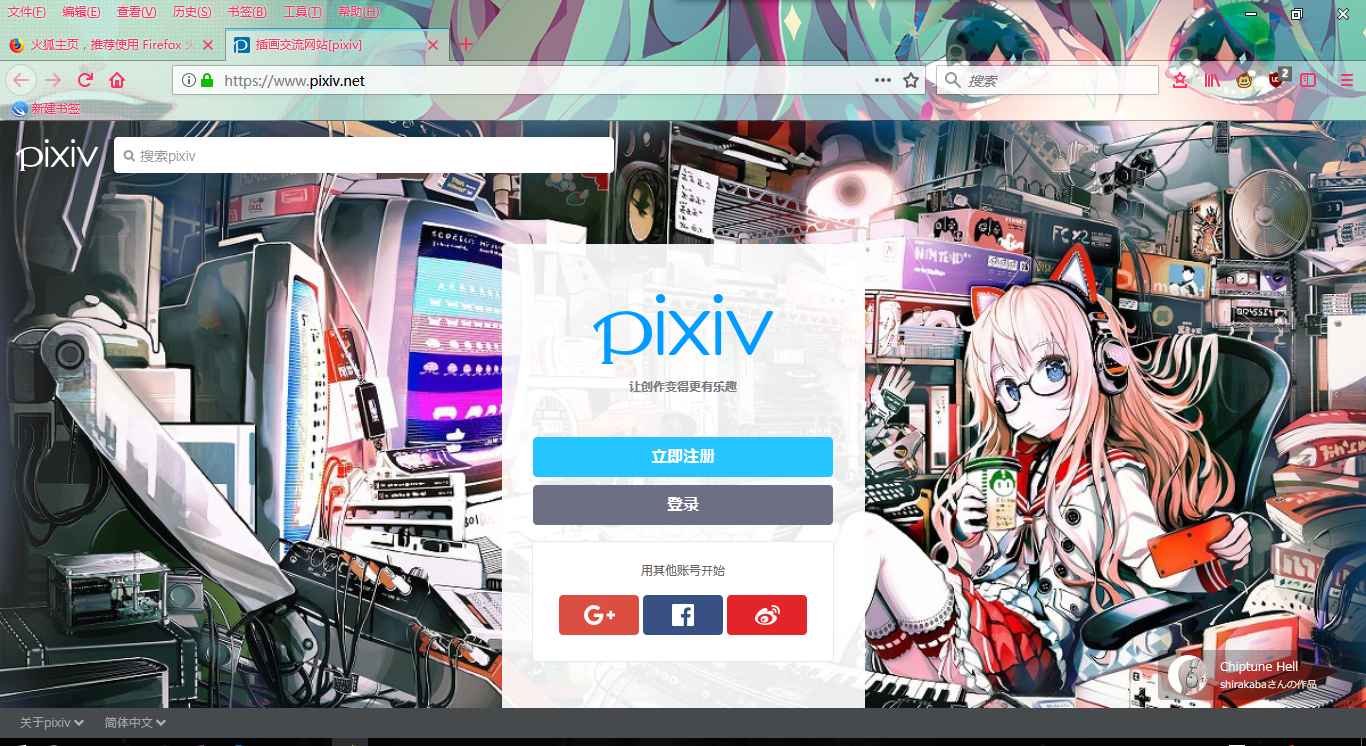 文件(F) 编辑(E) 查看(V) 历史(S) 书签(B) 工具(T) 帮助(H)
火狐主页，推荐使用 Firefox 火
插画交流网站[pixiv]
https://www.pixiv.net
搜索
2
新建书签
pixiv
搜索pixiv
FC×2
NINTEND
pixiv
让创作变得更有乐趣
立即注册
登录
用其他账号开始
G+
Chiptune Hell
shirakabaさんの作品
关于pixiv
简体中文